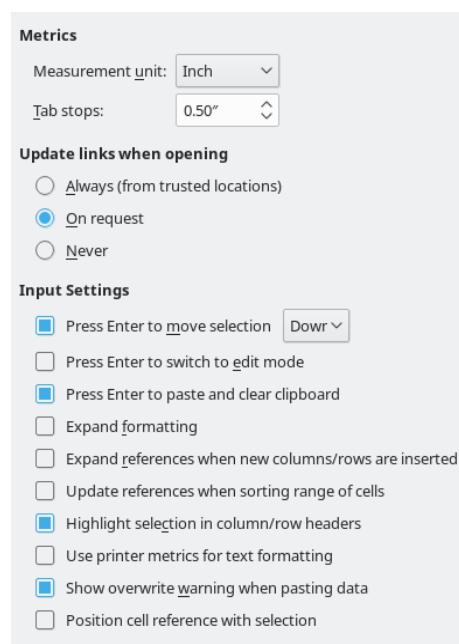 Metrics
Measurement unit: Inch
Tab stops: 0.50″
Update links when opening
Always (from trusted locations)
On request
Never
Input Settings
Press Enter to move selection Dowr
Press Enter to switch to edit mode
Press Enter to paste and clear clipboard
Expand formatting
Expand references when new columns/rows are inserted
Update references when sorting range of cells
Highlight selection in column/row headers
Use printer metrics for text formatting
Show overwrite warning when pasting data
Position cell reference with selection